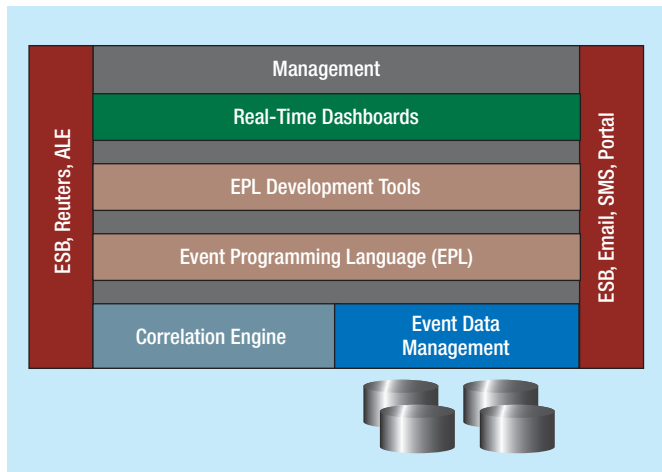 ESB, Reuters, ALE
Management
Real-Time Dashboards
EPL Development Tools
Event Programming Language (EPL)
Correlation Engine
Event Data
Management
ESB, Email, SMS, Portal